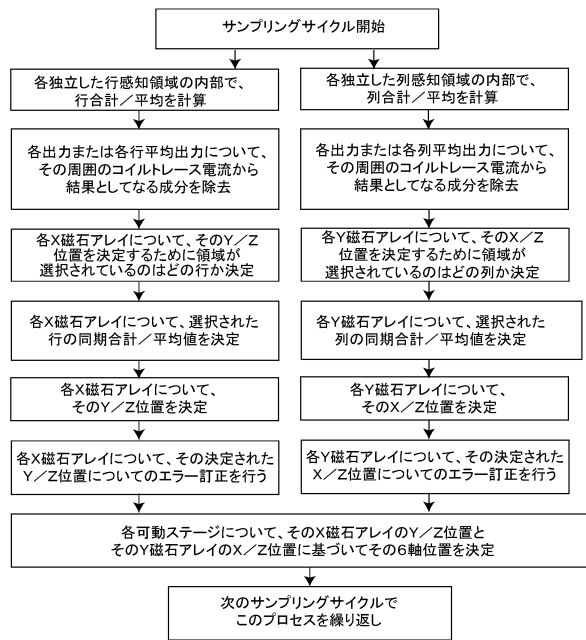 サンプリングサイクル開始
各独立した行感知領域の内部で、
行合計／平均を計算
各出力または各行平均出力について、
その周囲のコイルトレース電流から
結果としてなる成分を除去
各X磁石アレイについて、そのY／Z
位置を決定するために領域が
選択されているのはどの行か決定
各X磁石アレイについて、選択された
行の同期合計／平均値を決定
各X磁石アレイについて、
そのY／Z位置を決定
各X磁石アレイについて、その決定された
Y／Z位置についてのエラー訂正を行う
各独立した列感知領域の内部で、
列合計／平均を計算
各出力または各列平均出力について、
その周囲のコイルトレース電流から
結果としてなる成分を除去
各Y磁石アレイについて、そのX／Z
位置を決定するために領域が
選択されているのはどの列か決定
各Y磁石アレイについて、選択された
列の同期合計／平均値を決定
各Y磁石アレイについて、
そのX／Z位置を決定
各Y磁石アレイについて、その決定された
X／Z位置についてのエラー訂正を行う
各可動ステージについて、そのX磁石アレイのY／Z位置と
そのY磁石アレイのX／Z位置に基づいてその6軸位置を決定
次のサンプリングサイクルで
このプロセスを繰り返し